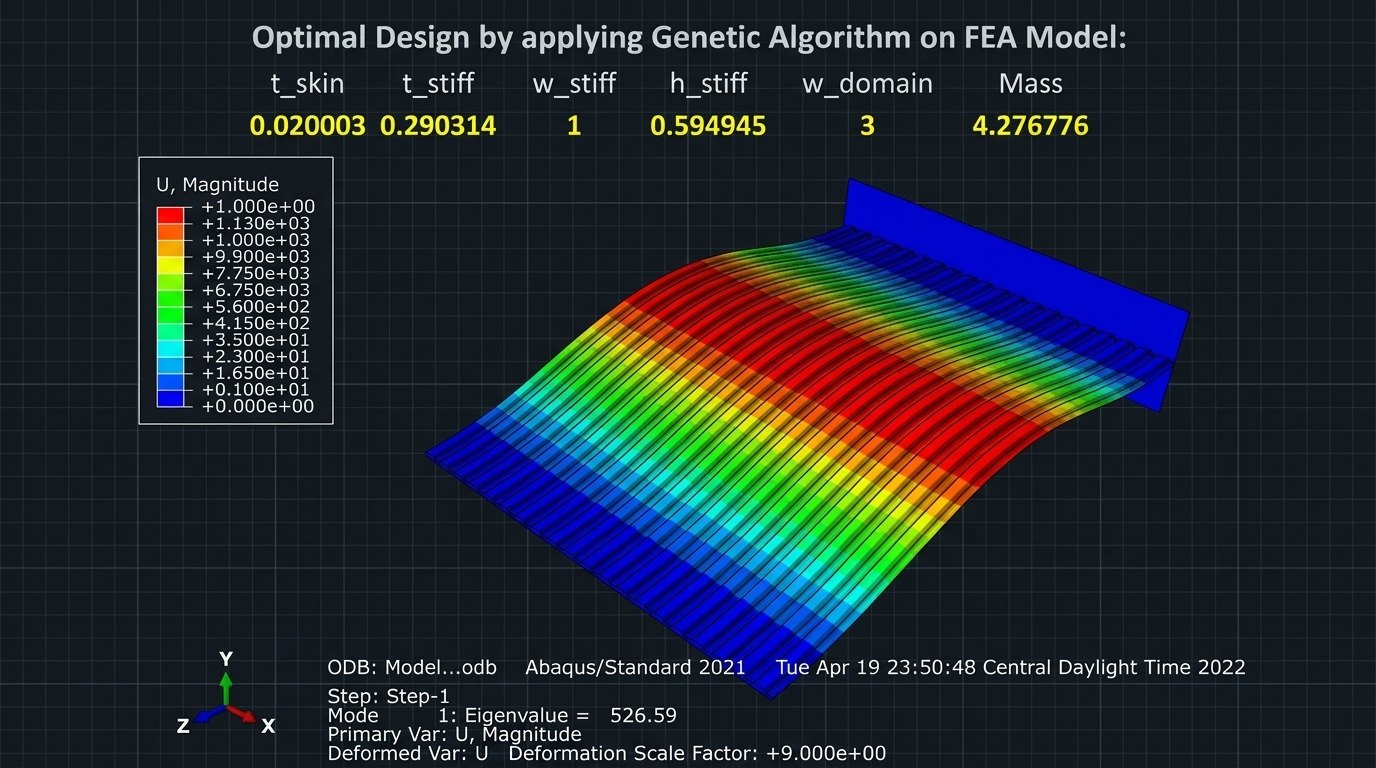 Optimal Design by applying Genetic Algorithm on FEA Model:
t_skin t_stiff w_stiff h_stiff w_domain Mass
0.020003 0.290314 1 0.594945 3 4.276776
U, Magnitude
+1.000e+00
+1.130e+03
+1.000e+03
+9.900e+03
+7.750e+03
+6.750e+03
+5.600e+02
+4.150e+02
+3.500e+01
+2.300e+01
+1.650e+01
+0.100e+01
+0.000e+00
Y
Z X
ODB: Model...odb Abaqus/Standard 2021 Tue Apr 19 23:50:48 Central Daylight Time 2022
Step: Step-1
Mode 1: Eigenvalue = 526.59
Primary Var: U, Magnitude
Deformed Var: U Deformation Scale Factor: +9.000e+00